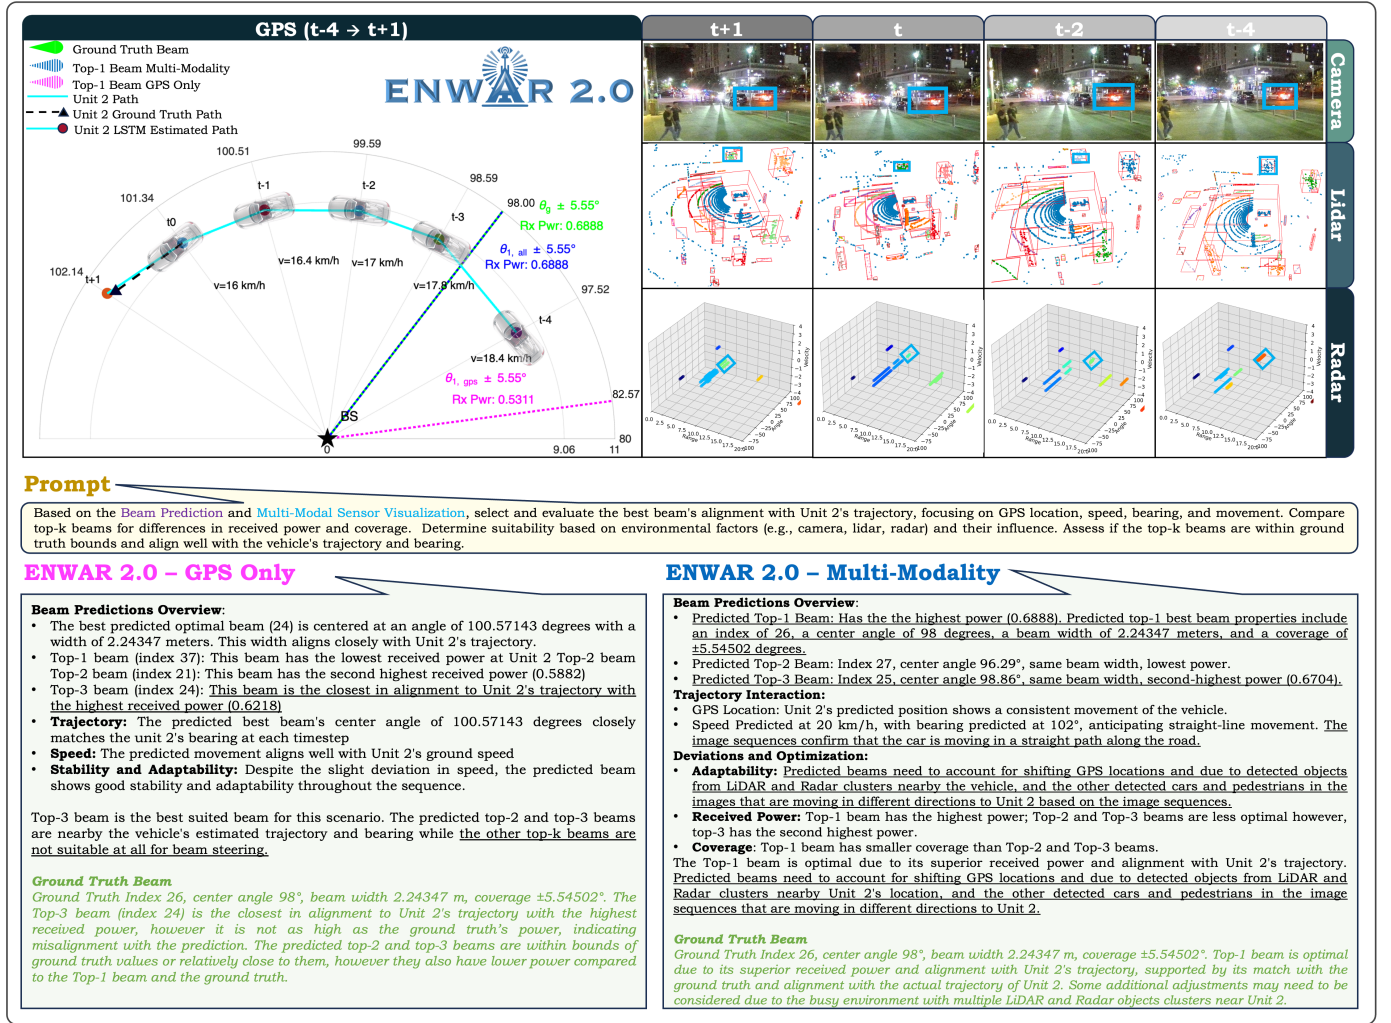 GPS (t-4 → t+1)
t+1
t
t-2
t-4
Ground Truth Beam
Top-1 Beam Multi-Modality
Top-1 Beam GPS Only
Unit 2 Path
Unit 2 Ground Truth Path
Unit 2 LSTM Estimated Path
ENWAR 2.0
Camera
Lidar
Radar
99.59
100.51
98.59
101.34
98.00
102.14
97.52
82.57
80
t-1
t-2
t0
t-3
t+1
t-4
θg ± 5.55°
Rx Pwr: 0.6888
θ1, all ± 5.55°
Rx Pwr: 0.6888
v=16.4 km/h
v=17 km/h
v=16 km/h
v=17.8 km/h
v=18.4 km/h
θ1, gps ± 5.55°
Rx Pwr: 0.5311
BS
0
9.06
11
Prompt
Based on the Beam Prediction and Multi-Modal Sensor Visualization, select and evaluate the best beam's alignment with Unit 2's trajectory, focusing on GPS location, speed, bearing, and movement. Compare
top-k beams for differences in received power and coverage. Determine suitability based on environmental factors (e.g., camera, lidar, radar) and their influence. Assess if the top-k beams are within ground
truth bounds and align well with the vehicle's trajectory and bearing.
ENWAR 2.0 – GPS Only
Beam Predictions Overview:
• The best predicted optimal beam (24) is centered at an angle of 100.57143 degrees with a
width of 2.24347 meters. This width aligns closely with Unit 2's trajectory.
• Top-1 beam (index 37): This beam has the lowest received power at Unit 2 Top-2 beam
Top-2 beam (index 21): This beam has the second highest received power (0.5882)
• Top-3 beam (index 24): This beam is the closest in alignment to Unit 2's trajectory with
the highest received power (0.6218)
• Trajectory: The predicted best beam's center angle of 100.57143 degrees closely
matches the unit 2's bearing at each timestep
• Speed: The predicted movement aligns well with Unit 2's ground speed
• Stability and Adaptability: Despite the slight deviation in speed, the predicted beam
shows good stability and adaptability throughout the sequence.
Top-3 beam is the best suited beam for this scenario. The predicted top-2 and top-3 beams
are nearby the vehicle's estimated trajectory and bearing while the other top-k beams are
not suitable at all for beam steering.
Ground Truth Beam
Ground Truth Index 26, center angle 98°, beam width 2.24347 m, coverage ±5.54502°. The
Top-3 beam (index 24) is the closest in alignment to Unit 2's trajectory with the highest
received power, however it is not as high as the ground truth's power, indicating
misalignment with the prediction. The predicted top-2 and top-3 beams are within bounds of
ground truth values or relatively close to them, however they also have lower power compared
to the Top-1 beam and the ground truth.
ENWAR 2.0 – Multi-Modality
Beam Predictions Overview:
• Predicted Top-1 Beam: Has the the highest power (0.6888). Predicted top-1 best beam properties include
an index of 26, a center angle of 98 degrees, a beam width of 2.24347 meters, and a coverage of
±5.54502 degrees.
• Predicted Top-2 Beam: Index 27, center angle 96.29°, same beam width, lowest power.
• Predicted Top-3 Beam: Index 25, center angle 98.86°, same beam width, second-highest power (0.6704).
Trajectory Interaction:
• GPS Location: Unit 2's predicted position shows a consistent movement of the vehicle.
• Speed Predicted at 20 km/h, with bearing predicted at 102°, anticipating straight-line movement. The
image sequences confirm that the car is moving in a straight path along the road.
Deviations and Optimization:
• Adaptability: Predicted beams need to account for shifting GPS locations and due to detected objects
from LiDAR and Radar clusters nearby the vehicle, and the other detected cars and pedestrians in the
images that are moving in different directions to Unit 2 based on the image sequences.
• Received Power: Top-1 beam has the highest power; Top-2 and Top-3 beams are less optimal however,
top-3 has the second highest power.
• Coverage: Top-1 beam has smaller coverage than Top-2 and Top-3 beams.
The Top-1 beam is optimal due to its superior received power and alignment with Unit 2's trajectory.
Predicted beams need to account for shifting GPS locations and due to detected objects from LiDAR and
Radar clusters nearby Unit 2's location, and the other detected cars and pedestrians in the image
sequences that are moving in different directions to Unit 2.
Ground Truth Beam
Ground Truth Index 26, center angle 98°, beam width 2.24347 m, coverage ±5.54502°. Top-1 beam is optimal
due to its superior received power and alignment with Unit 2's trajectory, supported by its match with the
ground truth and alignment with the actual trajectory of Unit 2. Some additional adjustments may need to be
considered due to the busy environment with multiple LiDAR and Radar objects clusters near Unit 2.